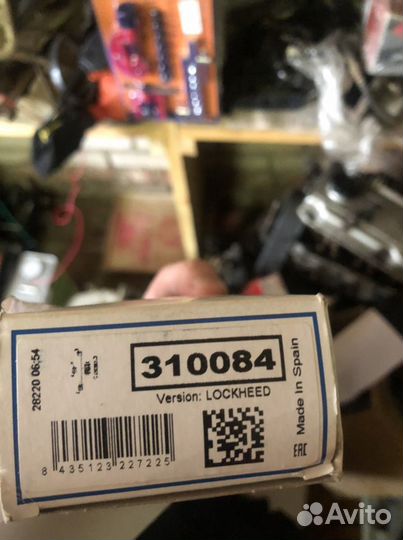 28220 06:54
310084
Version: LOCKHEED
8 435123 227225
Made In Spain
EAC
Avito